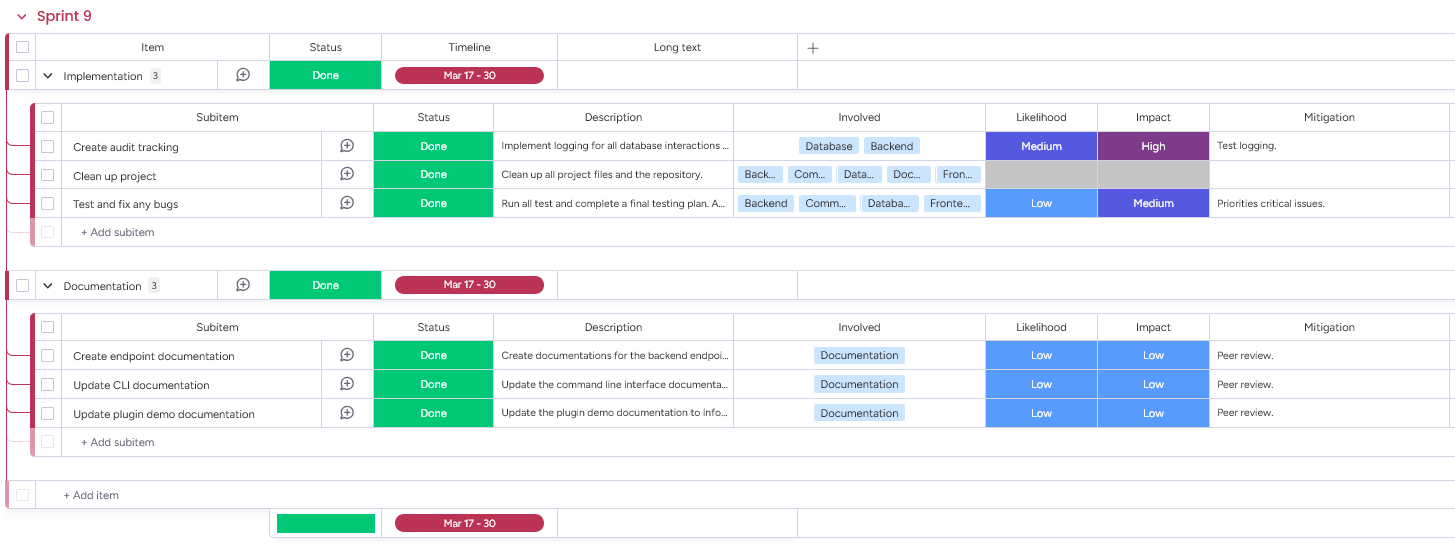 Sprint 9
Item Status Timeline Long text
Implementation 3 Done Mar 17 - 30
Subitem Status Description Involved Likelihood Impact Mitigation
Create audit tracking Done Implement logging for all database interactions ... Database Backend Medium High Test logging.
Clean up project Done Clean up all project files and the repository. Back... Com... Data... Doc... Fron...
Test and fix any bugs Done Run all test and complete a final testing plan. A... Backend Comm... Databa... Fronte... Low Medium Priorities critical issues.
+ Add subitem
Documentation 3 Done Mar 17 - 30
Subitem Status Description Involved Likelihood Impact Mitigation
Create endpoint documentation Done Create documentations for the backend endpoi... Documentation Low Low Peer review.
Update CLI documentation Done Update the command line interface documenta... Documentation Low Low Peer review.
Update plugin demo documentation Done Update the plugin demo documentation to info... Documentation Low Low Peer review.
+ Add subitem
+ Add item
Mar 17 - 30